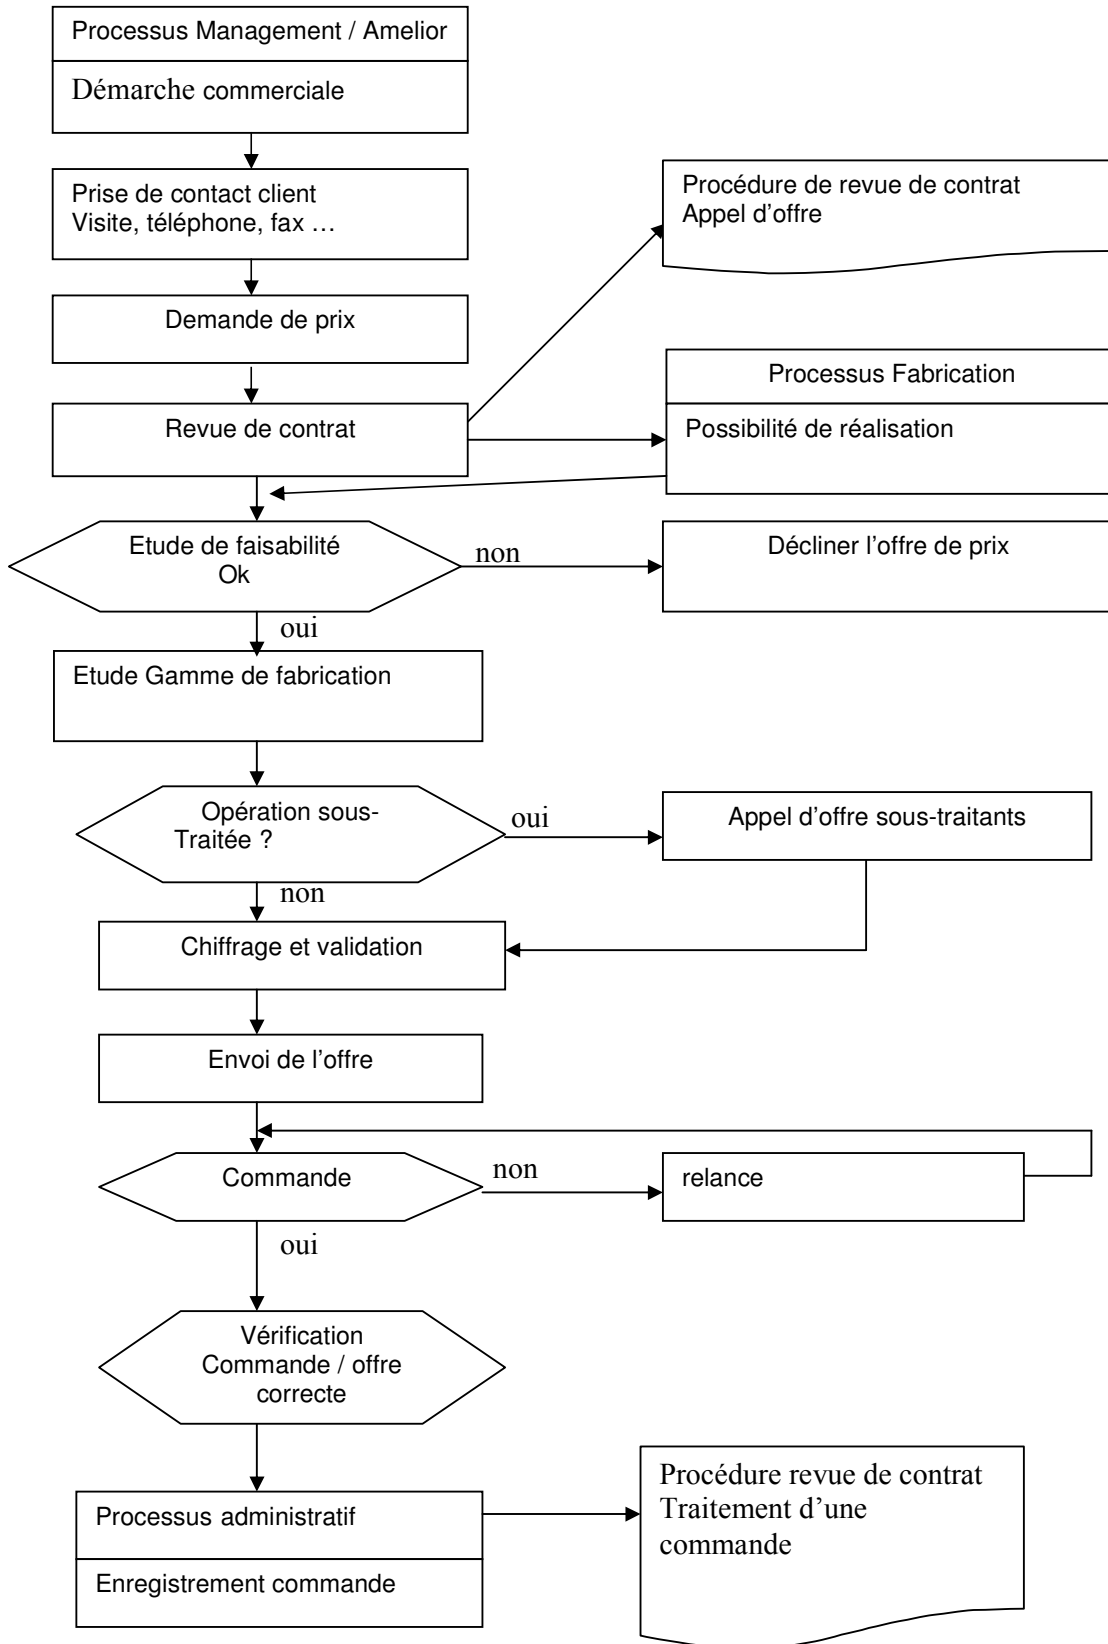 Processus Management / Amelior
Démarche commerciale
Prise de contact client
Visite, téléphone, fax …
Procédure de revue de contrat
Appel d’offre
Demande de prix
Processus Fabrication
Revue de contrat
Possibilité de réalisation
Etude de faisabilité
Ok
non
Décliner l’offre de prix
oui
Etude Gamme de fabrication
Opération sous-
Traitée ?
oui
Appel d’offre sous-traitants
non
Chiffrage et validation
Envoi de l’offre
Commande
non
relance
oui
Vérification
Commande / offre
correcte
Procédure revue de contrat
Traitement d’une
commande
Processus administratif
Enregistrement commande